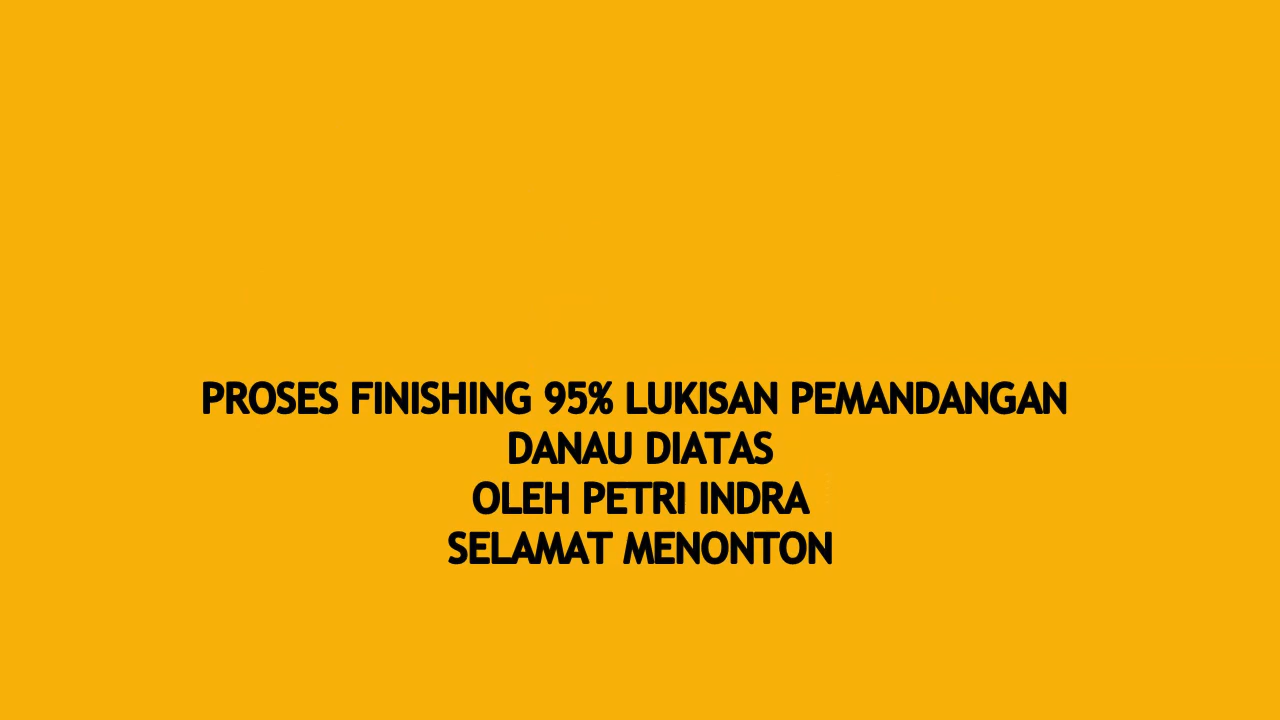 PROSES FINISHING 95% LUKISAN PEMANDANGAN
DANAU DIATAS
OLEH PETRI INDRA
SELAMAT MENONTON